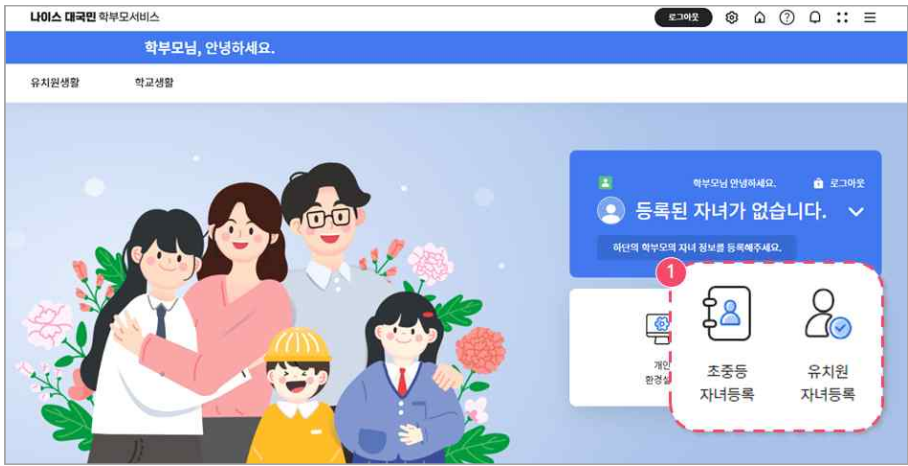 나이스 대국민 학부모서비스
로그아웃
학부모님, 안녕하세요.
유치원생활
학교생활
학부모님 안녕하세요.
로그아웃
등록된 자녀가 없습니다.
하단의 학부모의 자녀 정보를 등록해주세요.
1
개인
환경설
초중등
자녀등록
유치원
자녀등록